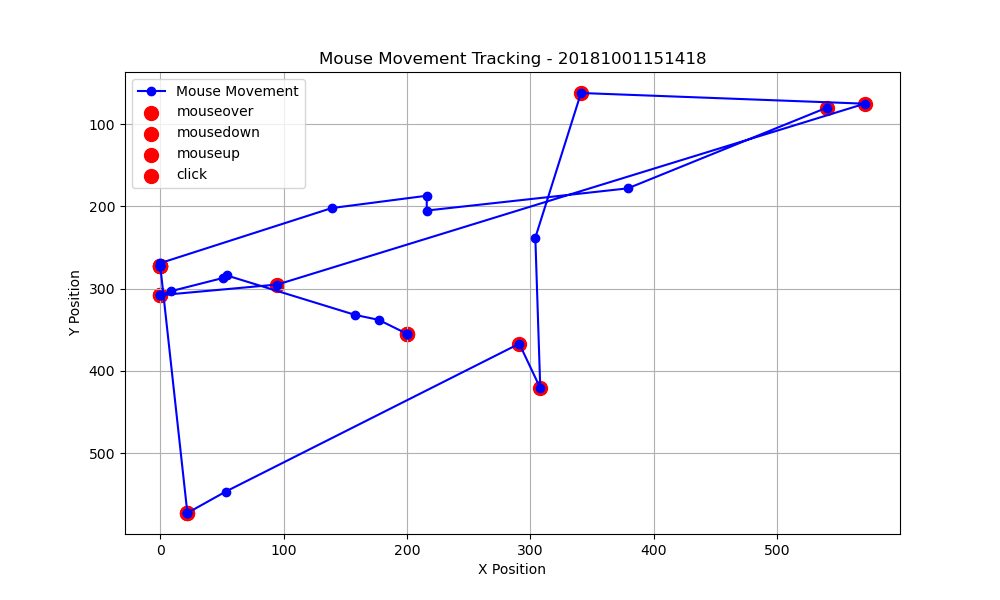 Mouse Movement Tracking - 20181001151418
Mouse Movement
mouseover
mousedown
mouseup
click
100
200
300
400
500
Y Position
0 100 200 300 400 500
X Position